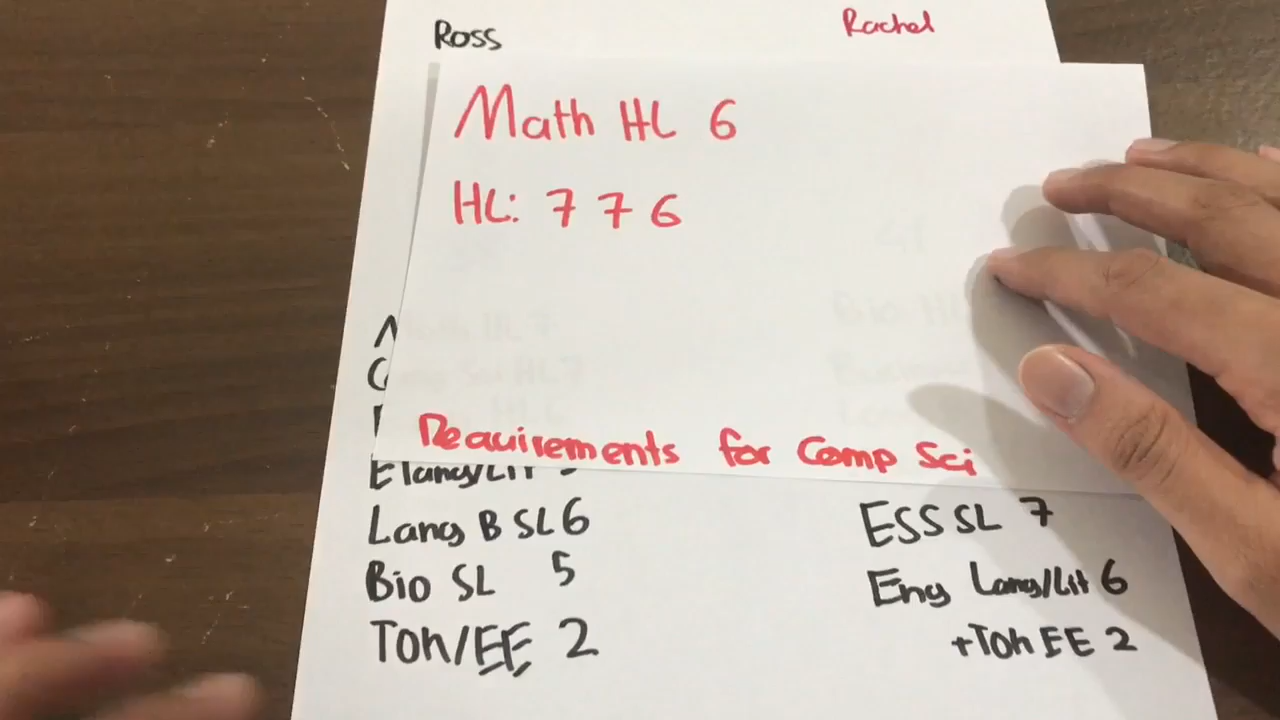 Ross
Rachel
Math HL 6
HL: 7 7 6
Requirements for Comp Sci
Lang B SL 6
Bio SL 5
Tok/EE 2
ESS SL 7
Eng Lang/Lit 6
+Tok EE 2